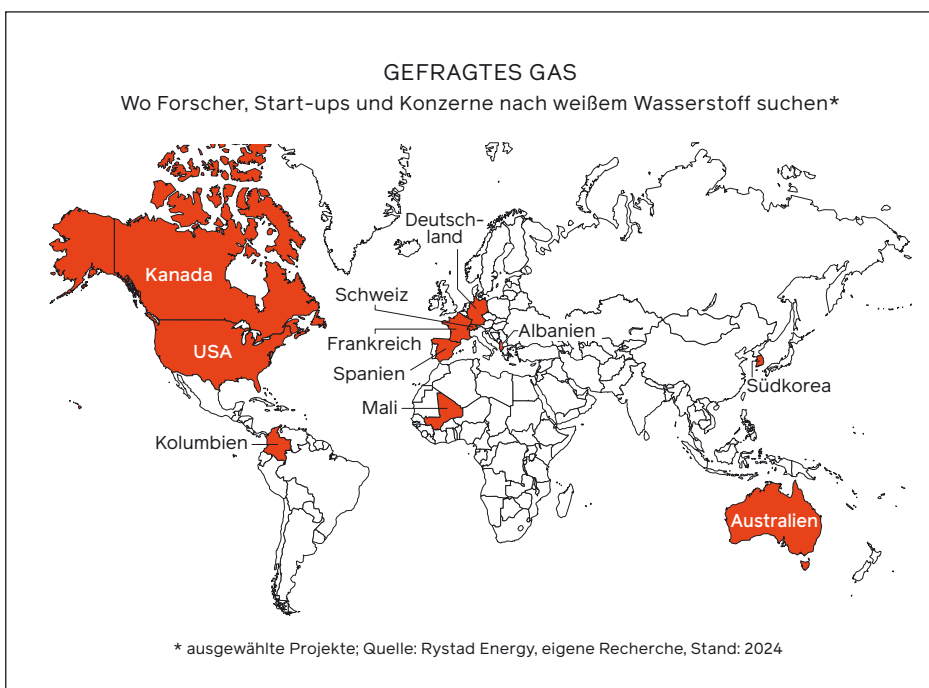 GEFRAGTES GAS
Wo Forscher, Start-ups und Konzerne nach weißem Wasserstoff suchen*
Deutsch-
land
Kanada
Schweiz
Albanien
Frankreich
USA
Spanien
Südkorea
Mali
Kolumbien
Australien
* ausgewählte Projekte; Quelle: Rystad Energy, eigene Recherche, Stand: 2024